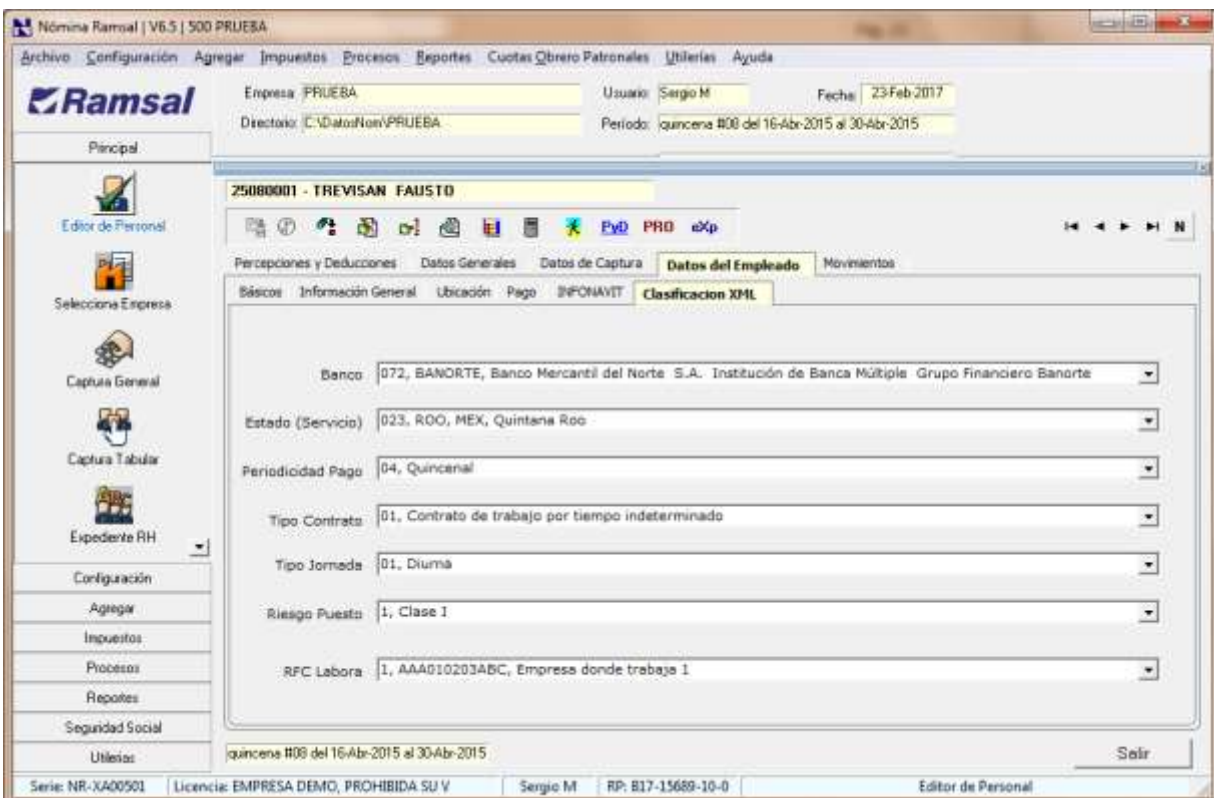 Nómina Ramsal | V6.5 | 500 PRUEBA
Archivo Configuración Agregar Impuestos Procesos Reportes Cuotas Obrero Patronales Utilerías Ayuda
Ramsal
Empresa: PRUEBA
Usuario: Sergio M
Fecha: 23-Feb-2017
Directorio: C:\DatosNom\PRUEBA
Periodo: quincena #08 del 16-Abr-2015 al 30-Abr-2015
Principal
Editor de Personal
Selecciona Empresa
Captura General
Captura Tabular
Expediente RH
Configuración
Agregar
Impuestos
Procesos
Reportes
Seguridad Social
Utilerias
25080001 - TREVISAN FAUSTO
PyD PRO eXp
N
Percepciones y Deducciones Datos Generales Datos de Captura Datos del Empleado Movimientos
Básicos Información General Ubicación Pago INFONAVIT Clasificacion XML
Banco 072, BANORTE, Banco Mercantil del Norte S.A. Institución de Banca Múltiple Grupo Financiero Banorte
Estado (Servicio) 023, ROO, MEX, Quintana Roo
Periodicidad Pago 04, Quincenal
Tipo Contrato 01, Contrato de trabajo por tiempo indeterminado
Tipo Jornada 01, Diurna
Riesgo Puesto 1, Clase I
RFC Labora 1, AAA010203ABC, Empresa donde trabaja 1
quincena #08 del 16-Abr-2015 al 30-Abr-2015
Salir
Serie: NR-XA00501 Licencia: EMPRESA DEMO, PROHIBIDA SU V Sergio M RP: B17-15689-10-0 Editor de Personal